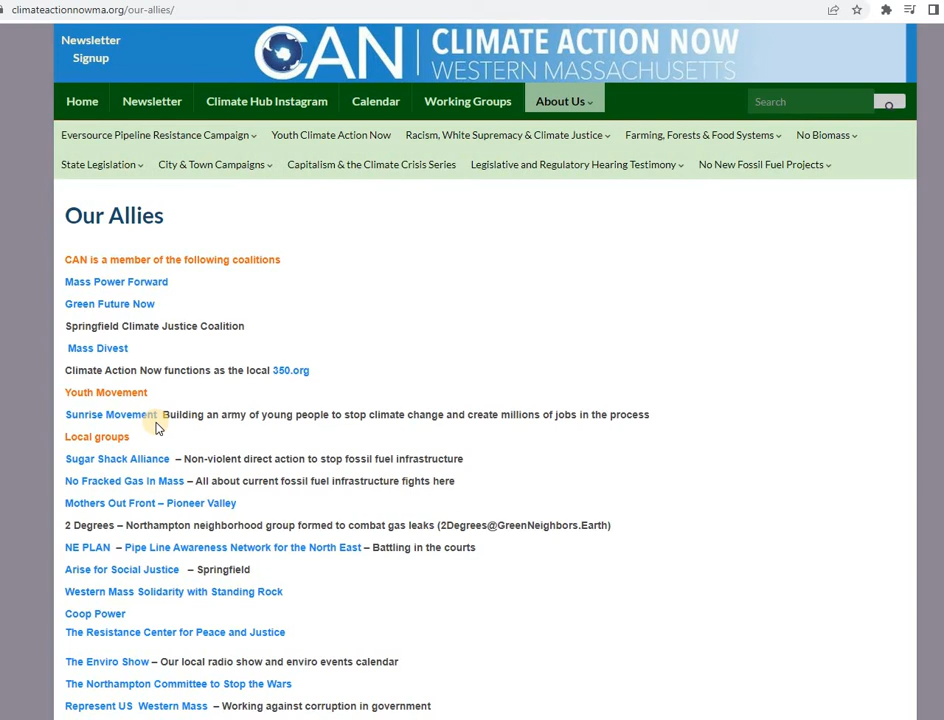 climateactionnowma.org/our-allies/
Newsletter
Signup
CAN | CLIMATE ACTION NOW
WESTERN MASSACHUSETTS
Home Newsletter Climate Hub Instagram Calendar Working Groups About Us Search
Eversource Pipeline Resistance Campaign Youth Climate Action Now Racism, White Supremacy & Climate Justice Farming, Forests & Food Systems No Biomass
State Legislation City & Town Campaigns Capitalism & the Climate Crisis Series Legislative and Regulatory Hearing Testimony No New Fossil Fuel Projects
Our Allies
CAN is a member of the following coalitions
Mass Power Forward
Green Future Now
Springfield Climate Justice Coalition
Mass Divest
Climate Action Now functions as the local 350.org
Youth Movement
Sunrise Movement Building an army of young people to stop climate change and create millions of jobs in the process
Local groups
Sugar Shack Alliance – Non-violent direct action to stop fossil fuel infrastructure
No Fracked Gas In Mass – All about current fossil fuel infrastructure fights here
Mothers Out Front – Pioneer Valley
2 Degrees – Northampton neighborhood group formed to combat gas leaks (2Degrees@GreenNeighbors.Earth)
NE PLAN – Pipe Line Awareness Network for the North East – Battling in the courts
Arise for Social Justice – Springfield
Western Mass Solidarity with Standing Rock
Coop Power
The Resistance Center for Peace and Justice
The Enviro Show – Our local radio show and enviro events calendar
The Northampton Committee to Stop the Wars
Represent US Western Mass – Working against corruption in government